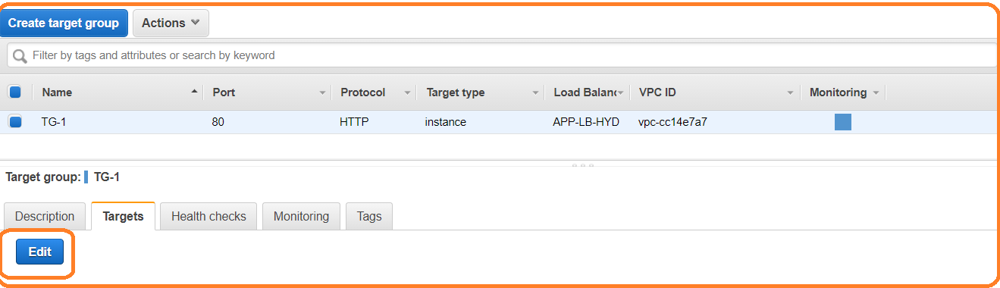 Create target group Actions
Filter by tags and attributes or search by keyword
Name Port Protocol Target type Load Balanc VPC ID Monitoring
TG-1 80 HTTP instance APP-LB-HYD vpc-cc14e7a7
Target group: TG-1
Description Targets Health checks Monitoring Tags
Edit